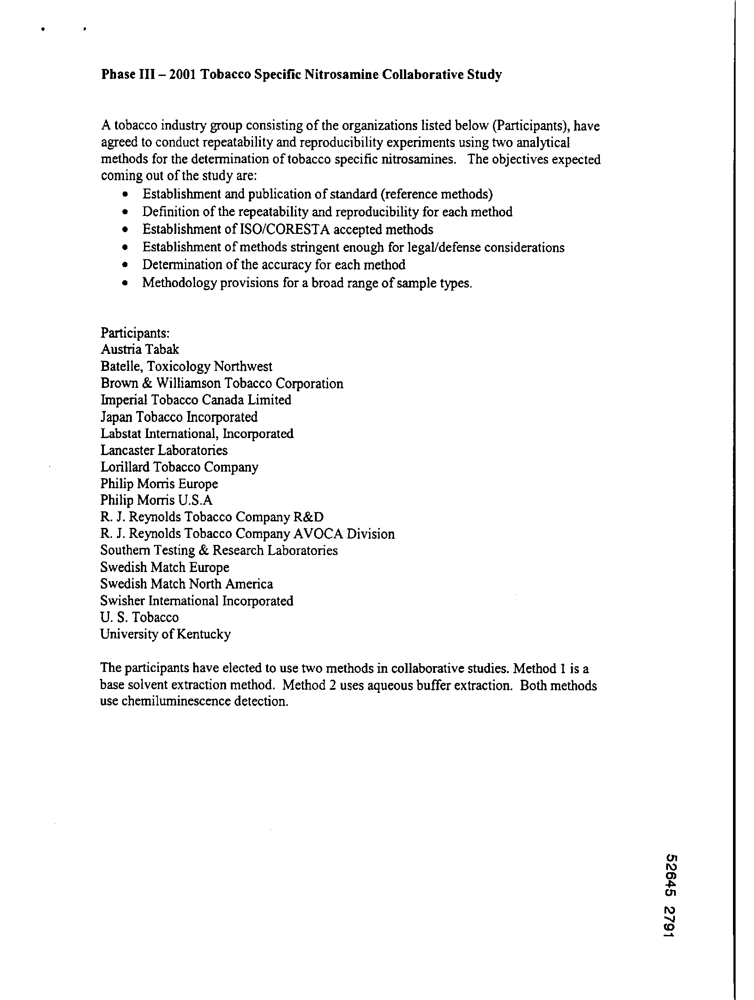 Phase III – 2001 Tobacco Specific Nitrosamine Collaborative Study
A tobacco industry group consisting of the organizations listed below (Participants), have
agreed to conduct repeatability and reproducibility experiments using two analytical
methods for the determination of tobacco specific nitrosamines. The objectives expected
coming out of the study are:
• Establishment and publication of standard (reference methods)
• Definition of the repeatability and reproducibility for each method
• Establishment of ISO/CORESTA accepted methods
• Establishment of methods stringent enough for legal/defense considerations
• Determination of the accuracy for each method
• Methodology provisions for a broad range of sample types.
Participants:
Austria Tabak
Batelle, Toxicology Northwest
Brown & Williamson Tobacco Corporation
Imperial Tobacco Canada Limited
Japan Tobacco Incorporated
Labstat International, Incorporated
Lancaster Laboratories
Lorillard Tobacco Company
Philip Morris Europe
Philip Morris U.S.A
R. J. Reynolds Tobacco Company R&D
R. J. Reynolds Tobacco Company AVOCA Division
Southern Testing & Research Laboratories
Swedish Match Europe
Swedish Match North America
Swisher International Incorporated
U. S. Tobacco
University of Kentucky
The participants have elected to use two methods in collaborative studies. Method 1 is a
base solvent extraction method. Method 2 uses aqueous buffer extraction. Both methods
use chemiluminescence detection.
52645 2791